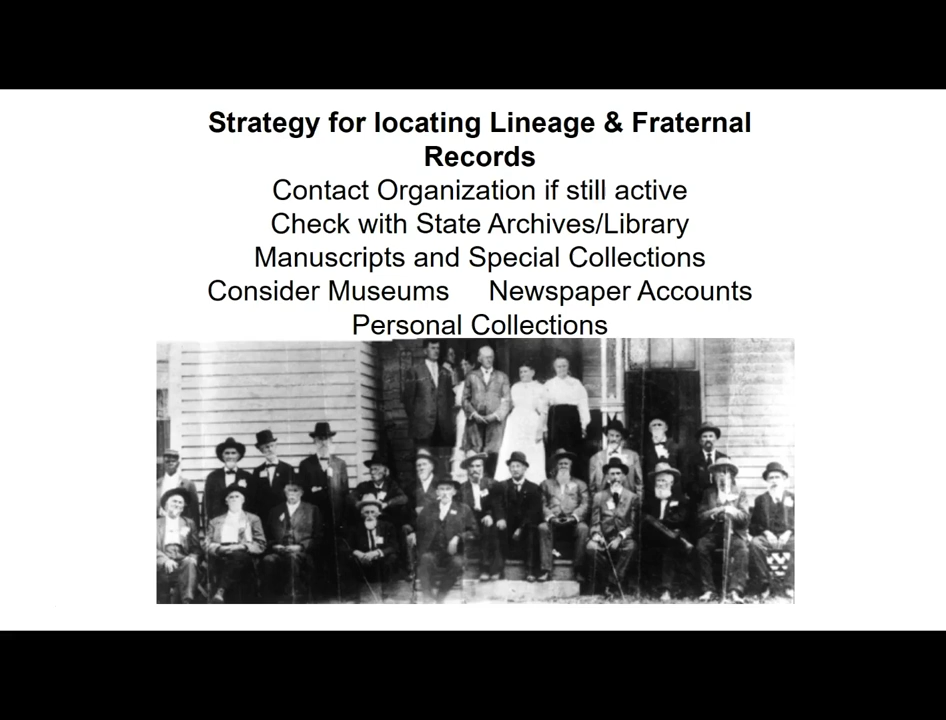 Strategy for locating Lineage & Fraternal
Records
Contact Organization if still active
Check with State Archives/Library
Manuscripts and Special Collections
Consider Museums Newspaper Accounts
Personal Collections